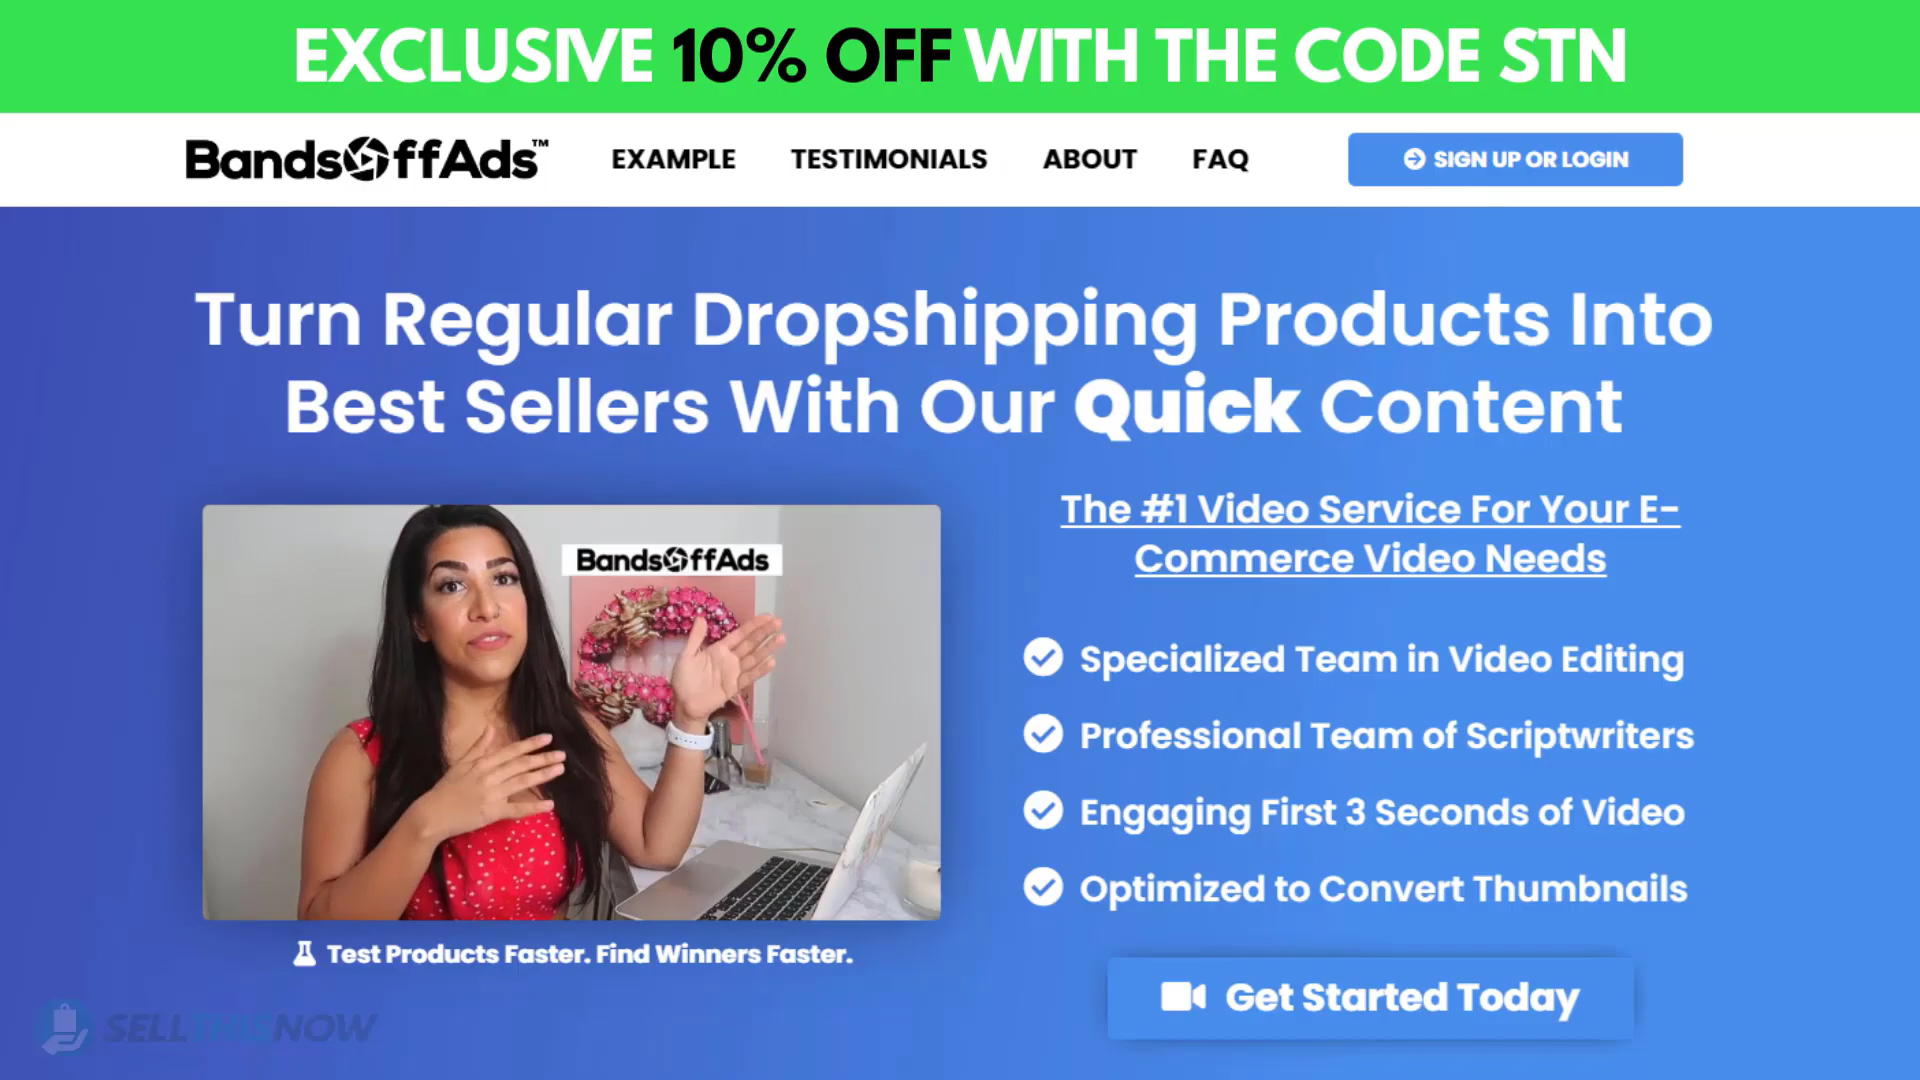 EXCLUSIVE 10% OFF WITH THE CODE STN
BandsOffAds™ EXAMPLE TESTIMONIALS ABOUT FAQ SIGN UP OR LOGIN
Turn Regular Dropshipping Products Into
Best Sellers With Our Quick Content
BandsOffAds
Test Products Faster. Find Winners Faster.
The #1 Video Service For Your E-
Commerce Video Needs
Specialized Team in Video Editing
Professional Team of Scriptwriters
Engaging First 3 Seconds of Video
Optimized to Convert Thumbnails
Get Started Today
SELLTHISNOW